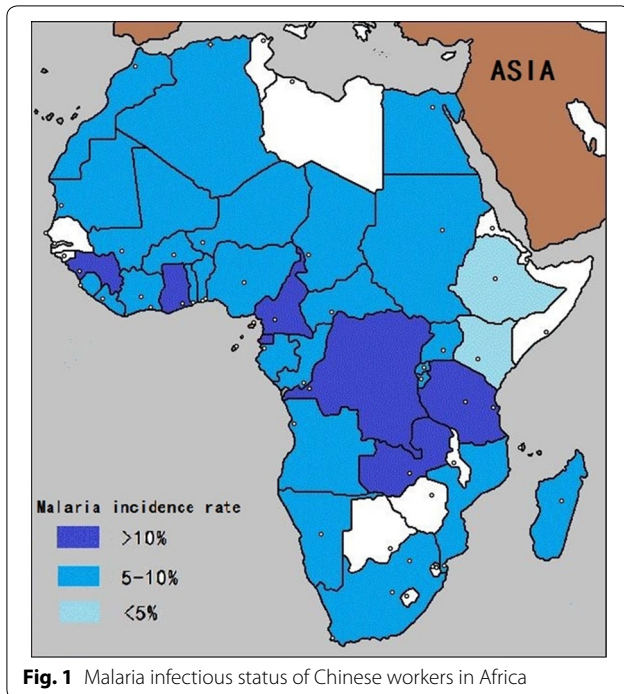 ASIA
Malaria incidence rate
>10%
5-10%
<5%
Fig. 1 Malaria infectious status of Chinese workers in Africa